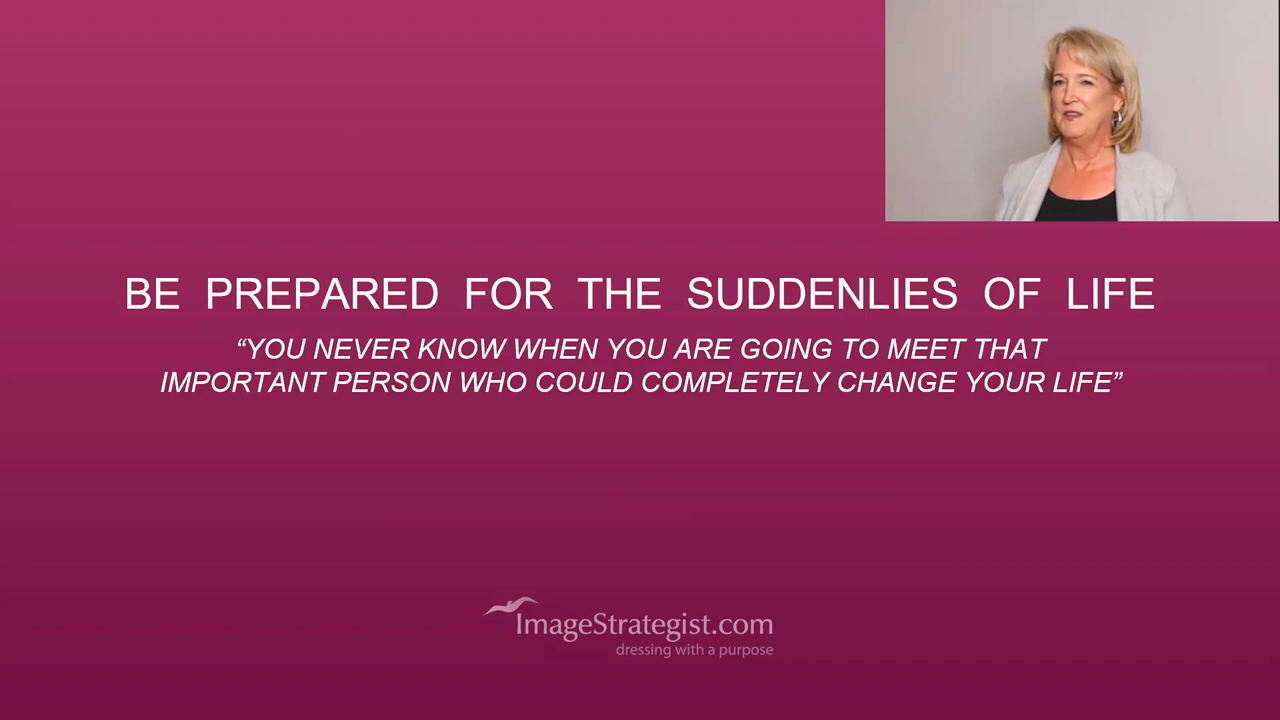 BE PREPARED FOR THE SUDDENLIES OF LIFE
“YOU NEVER KNOW WHEN YOU ARE GOING TO MEET THAT
IMPORTANT PERSON WHO COULD COMPLETELY CHANGE YOUR LIFE”
ImageStrategist.com
dressing with a purpose